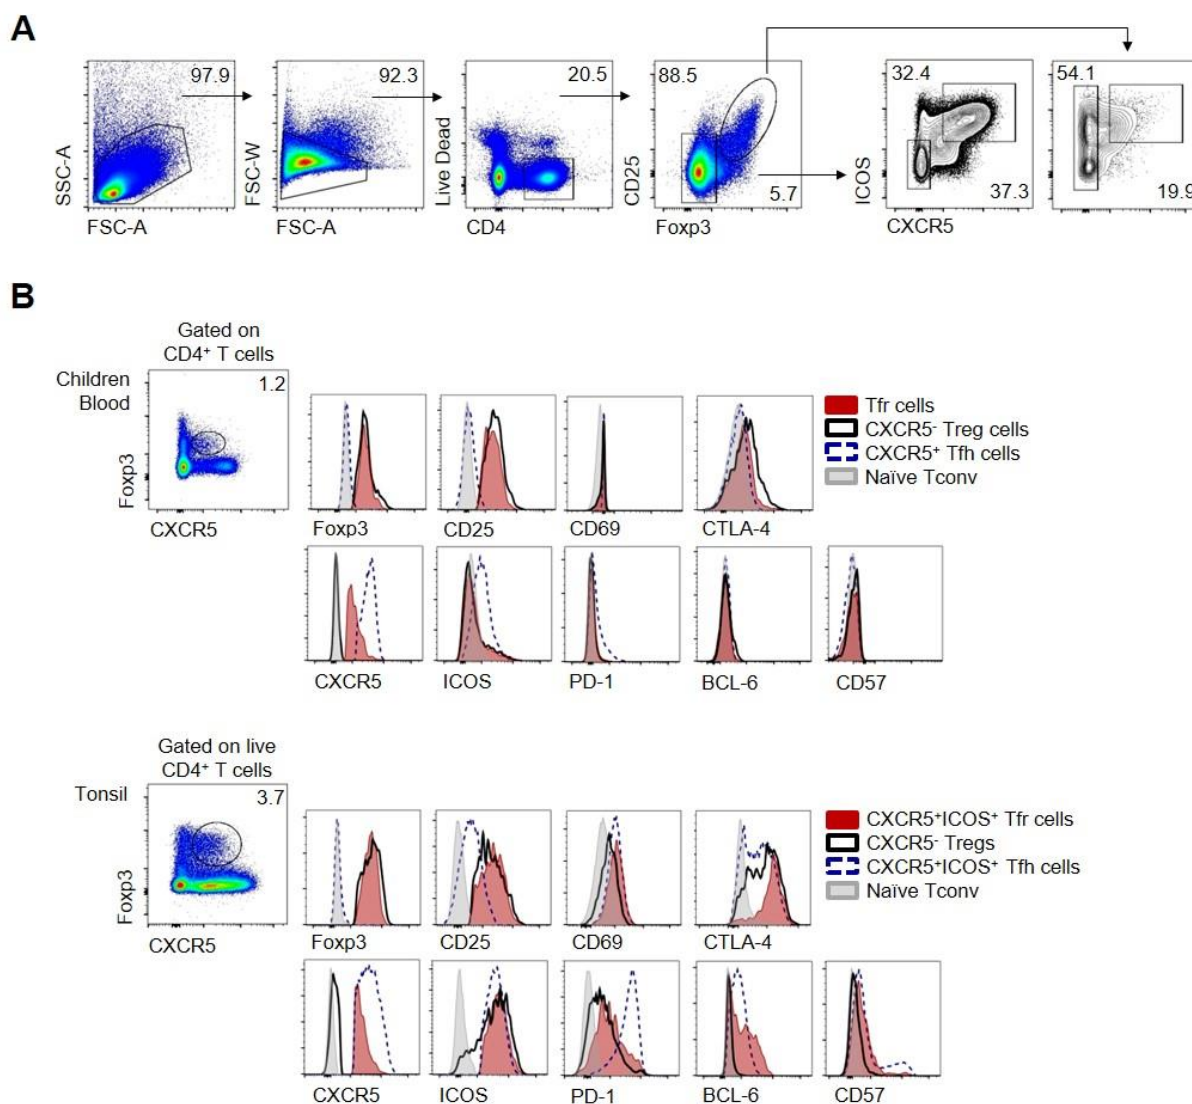 A
97.9
92.3
20.5
88.5
5.7
32.4
37.3
54.1
19.9
SSC-A
FSC-A
FSC-W
FSC-A
Live Dead
CD4
CD25
Foxp3
ICOS
CXCR5
B
Gated on
CD4⁺ T cells
Children
Blood
1.2
Foxp3
CXCR5
Foxp3
CD25
CD69
CTLA-4
Tfr cells
CXCR5⁻ Treg cells
CXCR5⁺ Tfh cells
Naïve Tconv
CXCR5
ICOS
PD-1
BCL-6
CD57
Gated on live
CD4⁺ T cells
Tonsil
3.7
Foxp3
CXCR5
Foxp3
CD25
CD69
CTLA-4
CXCR5⁺ICOS⁺ Tfr cells
CXCR5⁻ Tregs
CXCR5⁺ICOS⁺ Tfh cells
Naïve Tconv
CXCR5
ICOS
PD-1
BCL-6
CD57